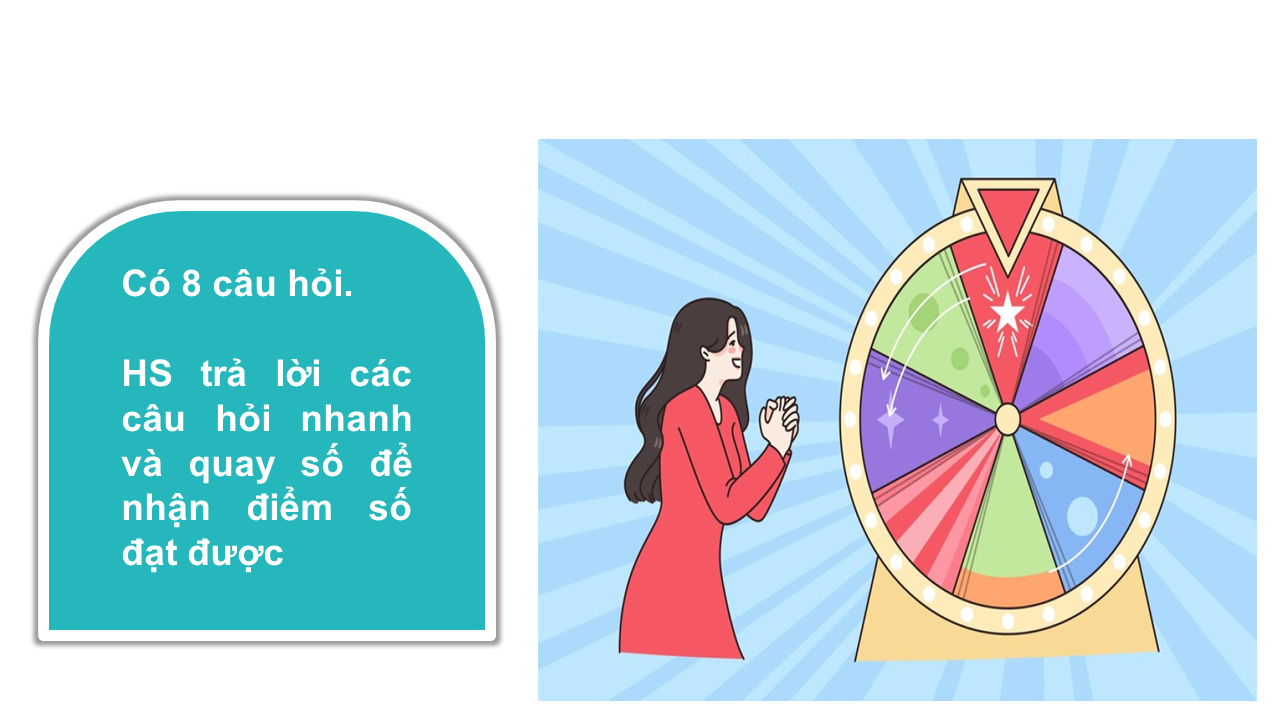 Có 8 câu hỏi.
HS trả lời các
câu hỏi nhanh
và quay số để
nhận điểm số
đạt được